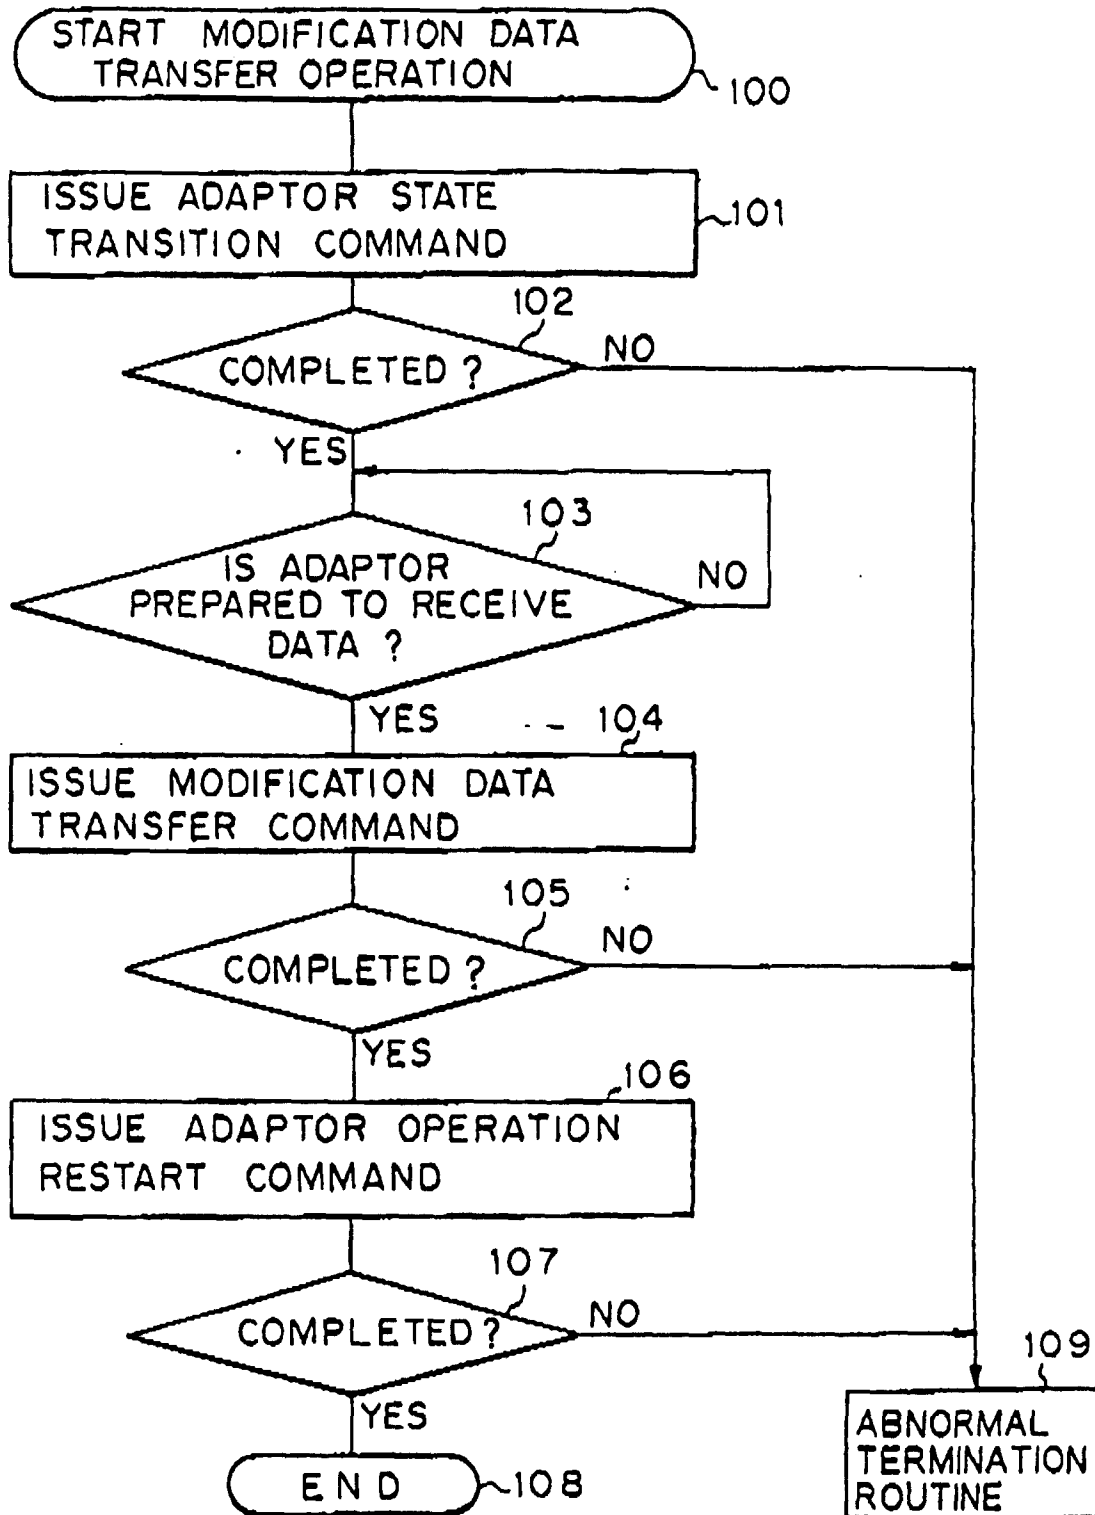 START MODIFICATION DATA
TRANSFER OPERATION
100
ISSUE ADAPTOR STATE
TRANSITION COMMAND
101
102
COMPLETED ?
NO
YES
103
IS ADAPTOR
PREPARED TO RECEIVE
DATA ?
NO
YES
104
ISSUE MODIFICATION DATA
TRANSFER COMMAND
105
COMPLETED ?
NO
YES
106
ISSUE ADAPTOR OPERATION
RESTART COMMAND
107
COMPLETED ?
NO
YES
109
ABNORMAL
TERMINATION
ROUTINE
END
108